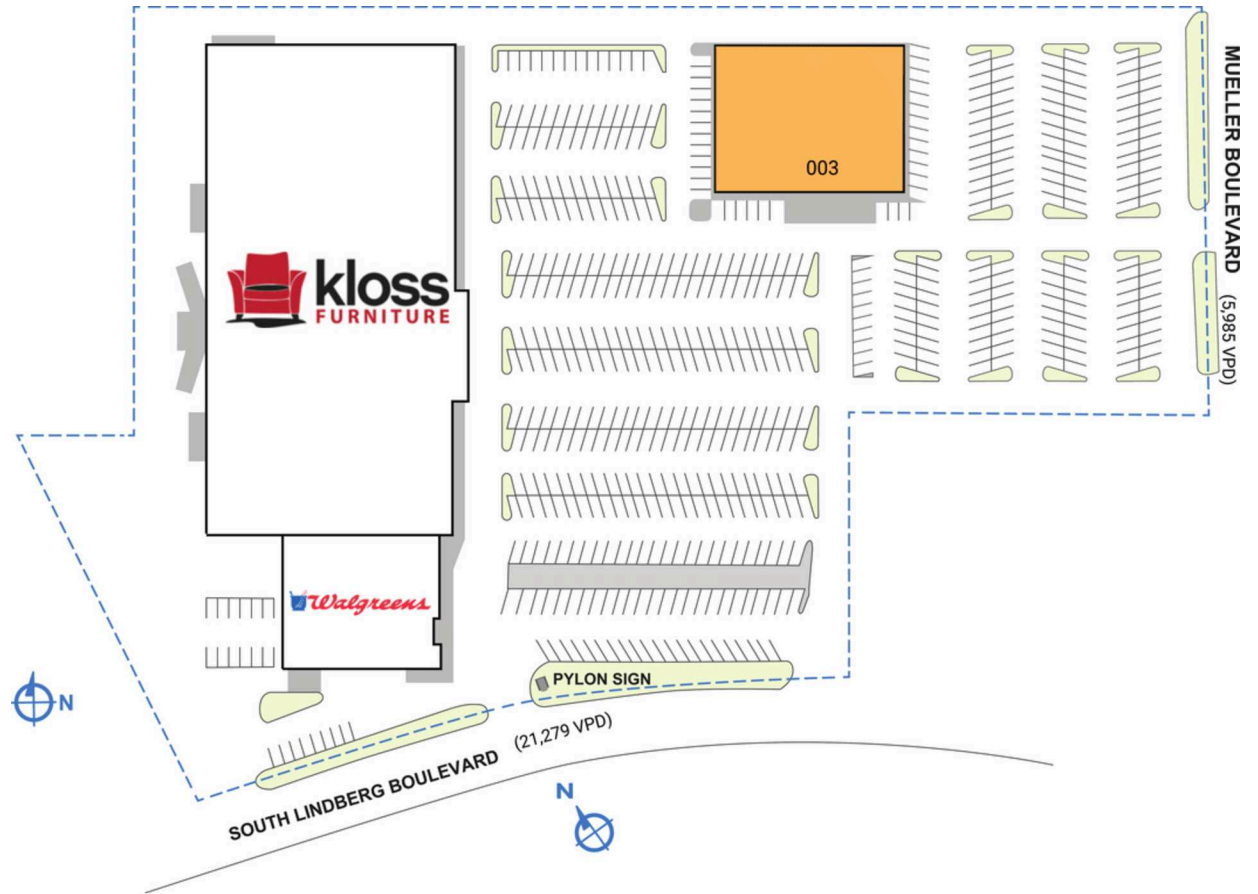 003
MUELLER BOULEVARD (5,985 VPD)
kloss
FURNITURE
Walgreens
N
PYLON SIGN
SOUTH LINDBERG BOULEVARD (21,279 VPD)
N